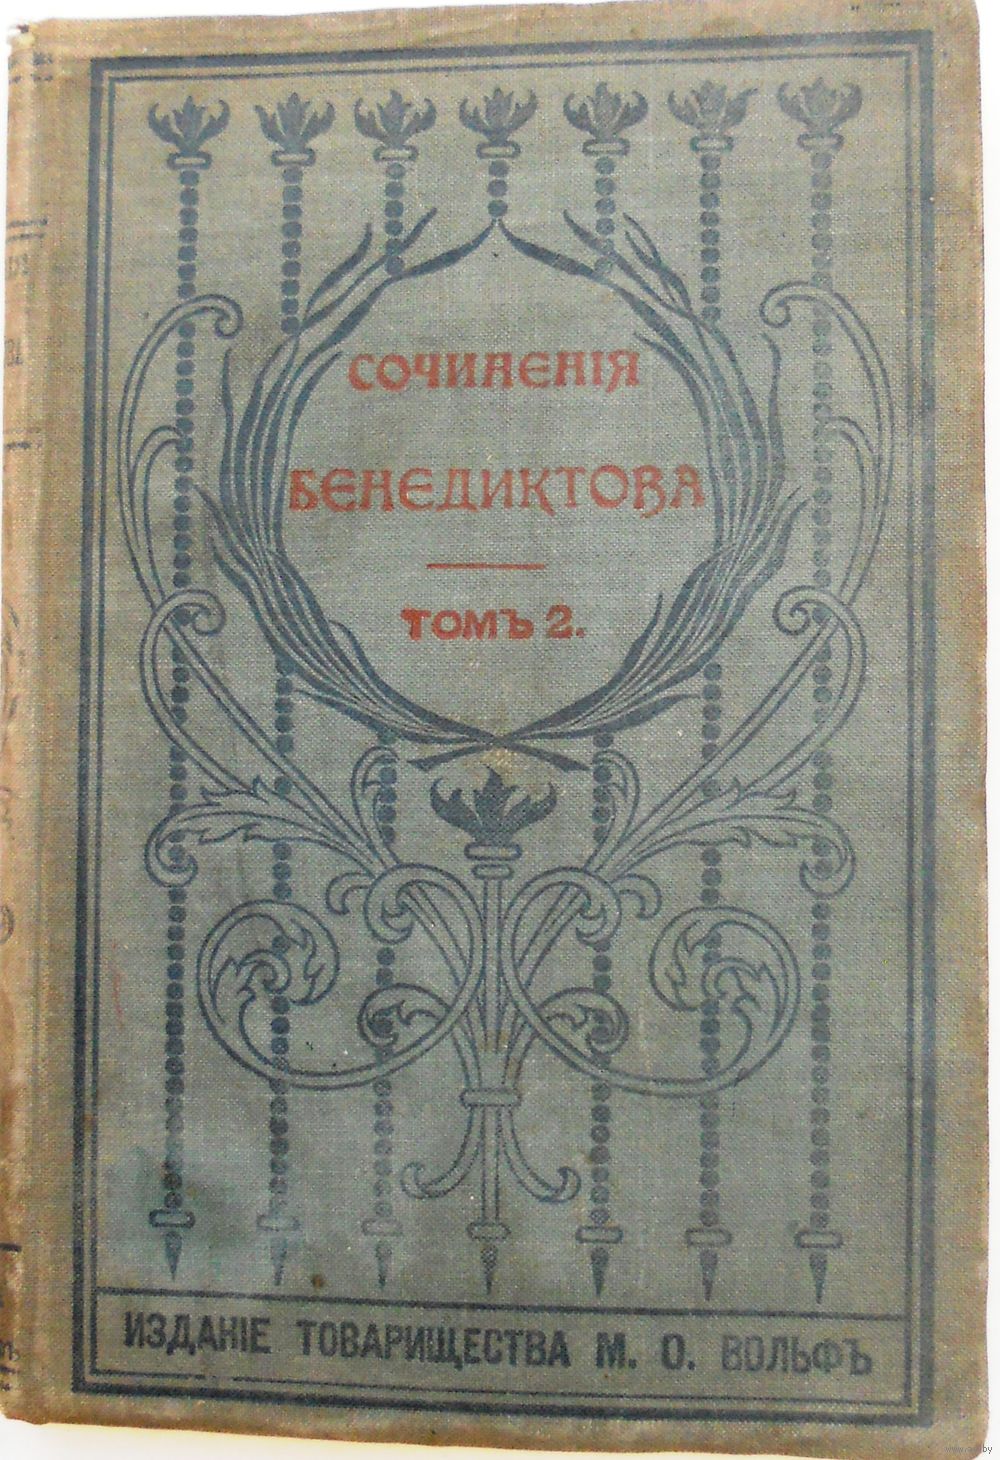 СОЧИНЕНІЯ
БЕНЕДИКТОВА
ТОМЪ 2.
ИЗДАНІЕ ТОВАРИЩЕСТВА М. О. ВОЛЬФЪ